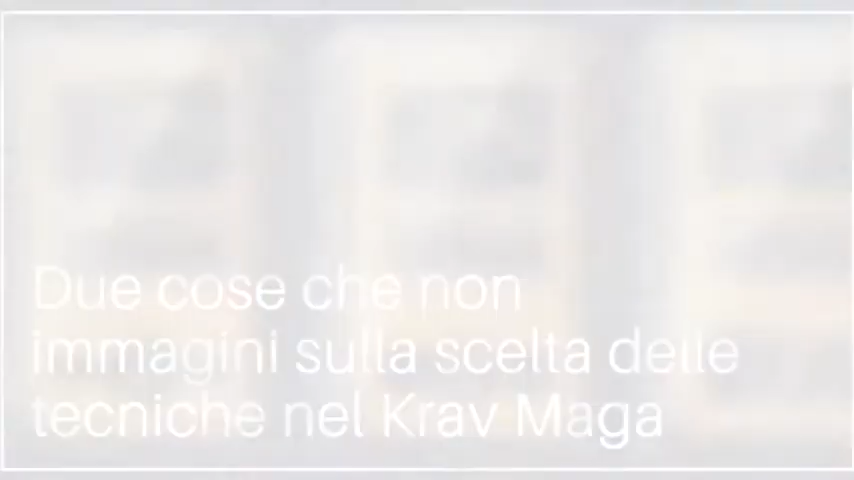 Due cose che non
immagini sulla scelta delle
tecniche nel Krav Maga